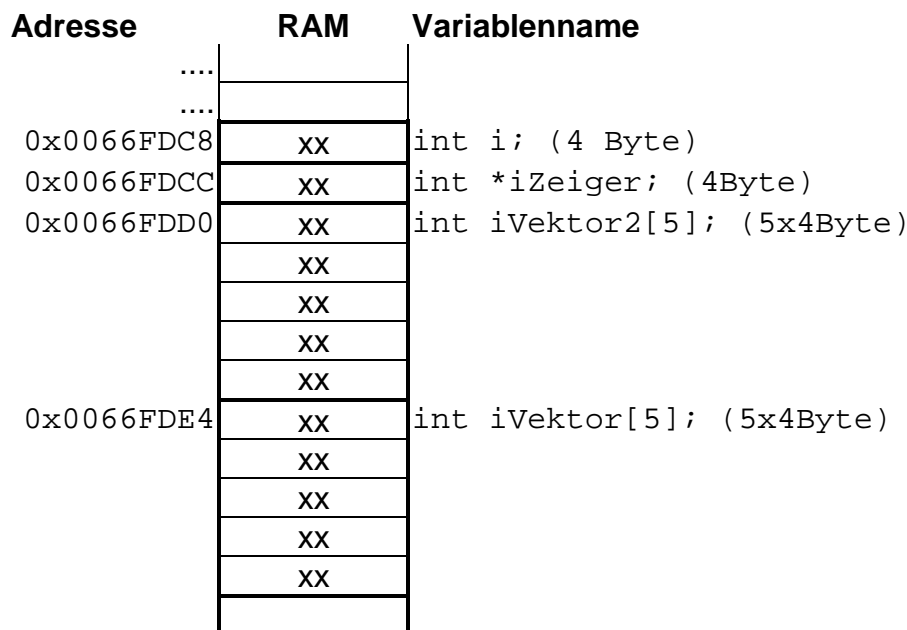 Adresse RAM Variablenname
....
....
0x0066FDC8 xx int i; (4 Byte)
0x0066FDCC xx int *iZeiger; (4Byte)
0x0066FDD0 xx int iVektor2[5]; (5x4Byte)
xx
xx
xx
xx
0x0066FDE4 xx int iVektor[5]; (5x4Byte)
xx
xx
xx
xx